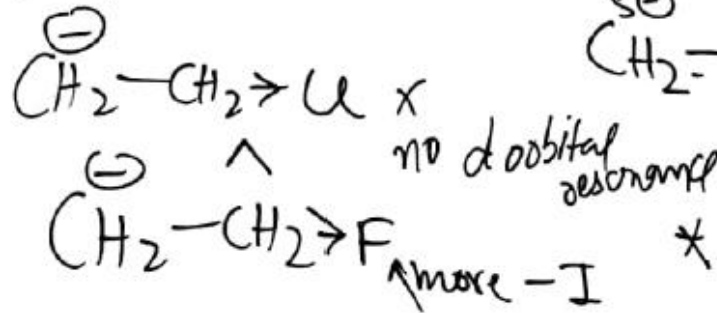 ⊖ S⊖
CH₂—CH₂→Cl x CH₂=
∧ no d orbital
⊖ resonance
CH₂—CH₂→F *
↑more –I